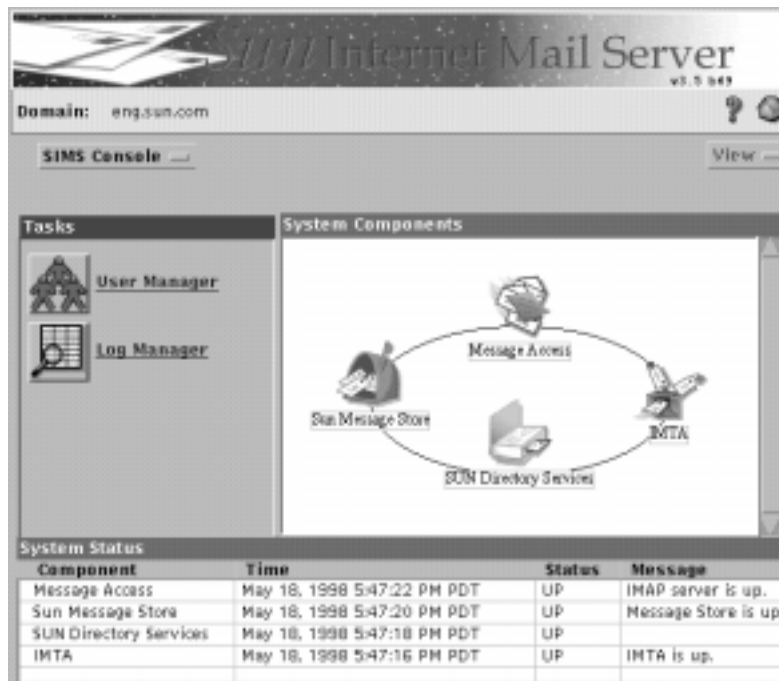 Sun Internet Mail Server
v3.5 b49
Domain: eng.sun.com
?
SIMS Console
View
Tasks
System Components
User Manager
Log Manager
Message Access
Sun Message Store
IMTA
SUN Directory Services
System Status
Component Time Status Message
Message Access May 18, 1998 5:47:22 PM PDT UP IMAP server is up.
Sun Message Store May 18, 1998 5:47:20 PM PDT UP Message Store is up
SUN Directory Services May 18, 1998 5:47:18 PM PDT UP
IMTA May 18, 1998 5:47:16 PM PDT UP IMTA is up.